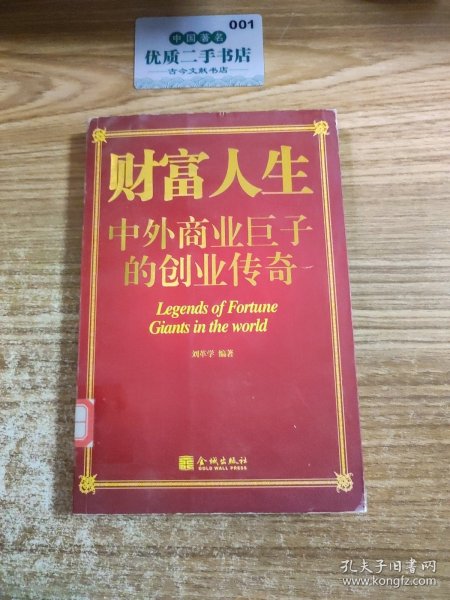 001
中国著名
优质二手书店
——古今文献书店
财富人生
中外商业巨子
的创业传奇
Legends of Fortune
Giants in the world
刘革学 编著
金城出版社
GOLD WALL PRESS
孔夫子旧书网
www.kongfz.com